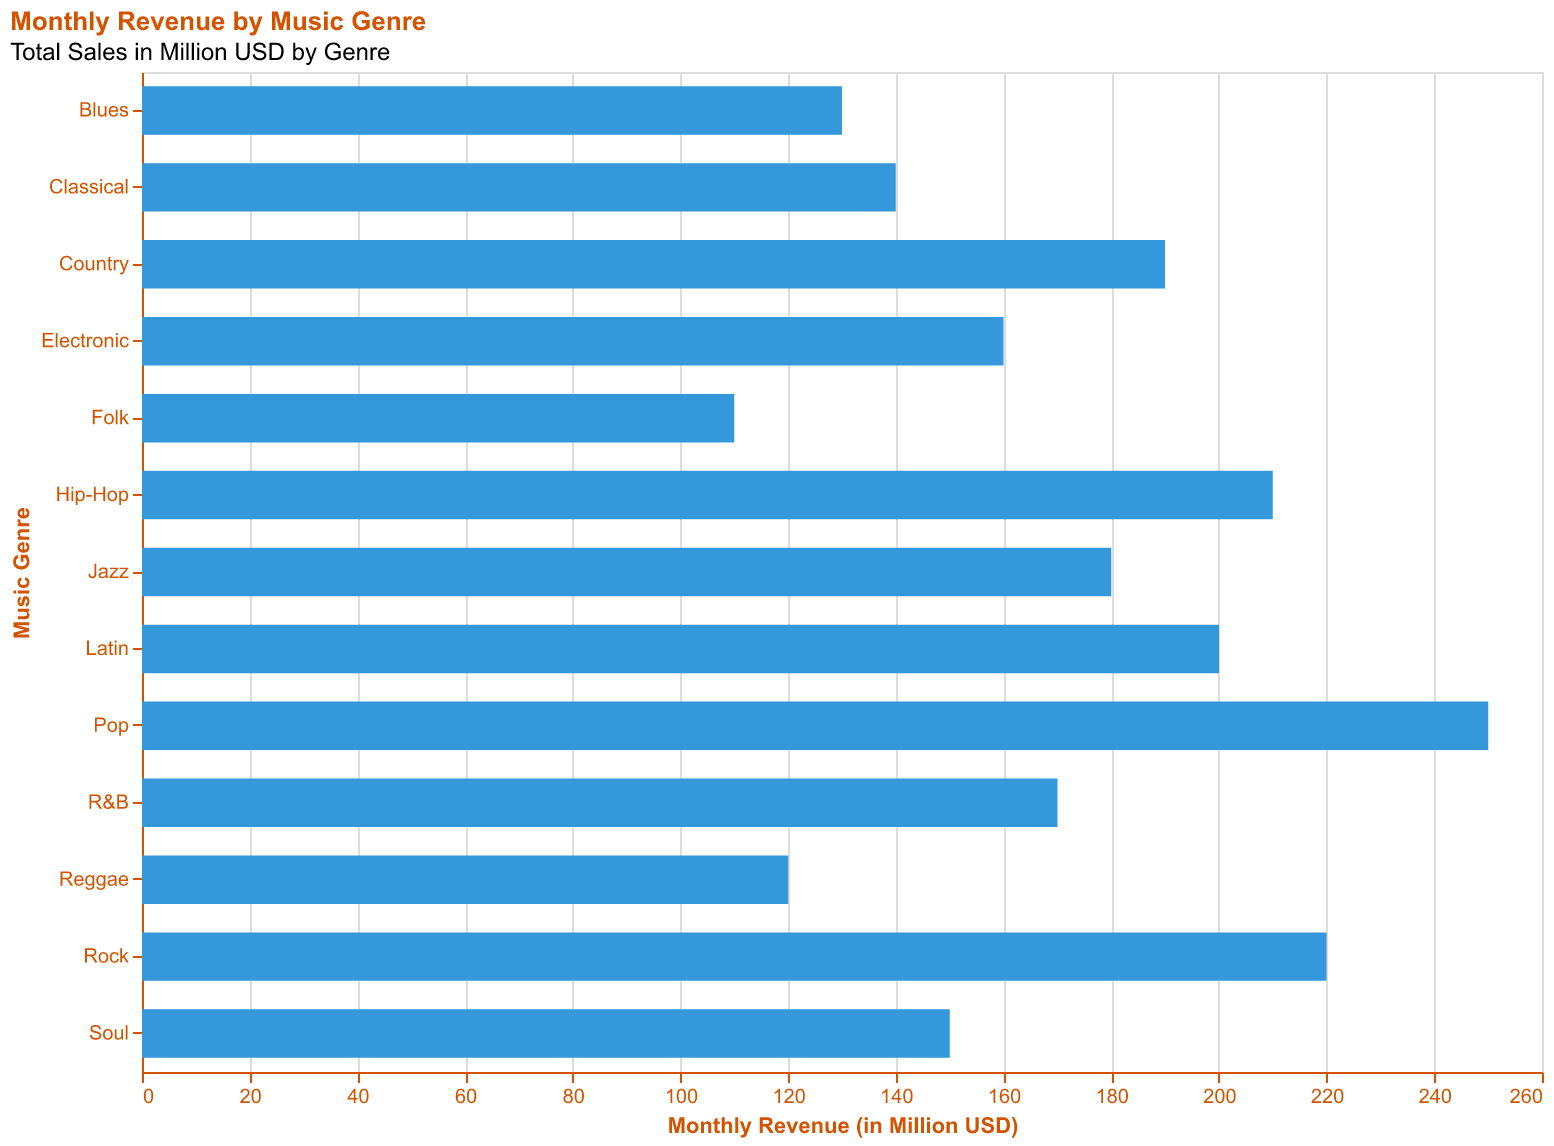 Monthly Revenue by Music Genre
Total Sales in Million USD by Genre
Music Genre
Blues
Classical
Country
Electronic
Folk
Hip-Hop
Jazz
Latin
Pop
R&B
Reggae
Rock
Soul
0 20 40 60 80 100 120 140 160 180 200 220 240 260
Monthly Revenue (in Million USD)